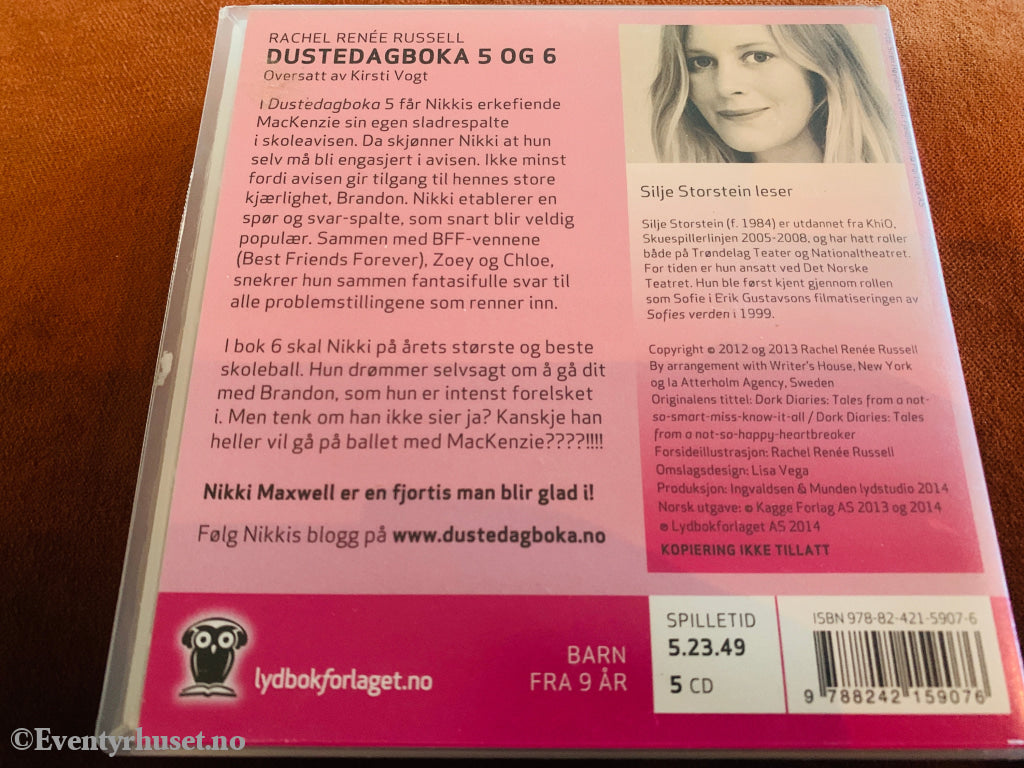 RACHEL RENÉE RUSSELL
DUSTEDAGBOKA 5 OG 6
Oversatt av Kirsti Vogt
I Dustedagboka 5 får Nikkis erkefiende
MacKenzie sin egen sladrespalte
i skoleavisen. Da skjønner Nikki at hun
selv må bli engasjert i avisen. Ikke minst
fordi avisen gir tilgang til hennes store
kjærlighet, Brandon. Nikki etablerer en
spør og svar-spalte, som snart blir veldig
populær. Sammen med BFF-vennene
(Best Friends Forever), Zoey og Chloe,
snekrer hun sammen fantasifulle svar til
alle problemstillingene som renner inn.
I bok 6 skal Nikki på årets største og beste
skoleball. Hun drømmer selvsagt om å gå dit
med Brandon, som hun er intenst forelsket
i. Men tenk om han ikke sier ja? Kanskje han
heller vil gå på ballet med MacKenzie????!!!!
Nikki Maxwell er en fjortis man blir glad i!
Følg Nikkis blogg på www.dustedagboka.no
Silje Storstein leser
Silje Storstein (f. 1984) er utdannet fra KhiO,
Skuespillerlinjen 2005-2008, og har hatt roller
både på Trøndelag Teater og Nationaltheatret.
For tiden er hun ansatt ved Det Norske
Teatret. Hun ble først kjent gjennom rollen
som Sofie i Erik Gustavsons filmatiseringen av
Sofies verden i 1999.
Copyright © 2012 og 2013 Rachel Renée Russell
By arrangement with Writer's House, New York
og Ia Atterholm Agency, Sweden
Originalens tittel: Dork Diaries: Tales from a not-
so-smart-miss-know-it-all / Dork Diaries: Tales
from a not-so-happy-heartbreaker
Forsideillustrasjon: Rachel Renée Russell
Omslagsdesign: Lisa Vega
Produksjon: Ingvaldsen & Munden lydstudio 2014
Norsk utgave: © Kagge Forlag AS 2013 og 2014
℗ Lydbokforlaget AS 2014
KOPIERING IKKE TILLATT
lydbokforlaget.no
BARN
FRA 9 ÅR
SPILLETID
5.23.49
5 CD
ISBN 978-82-421-5907-6
9 788242 159076
©Eventyrhuset.no